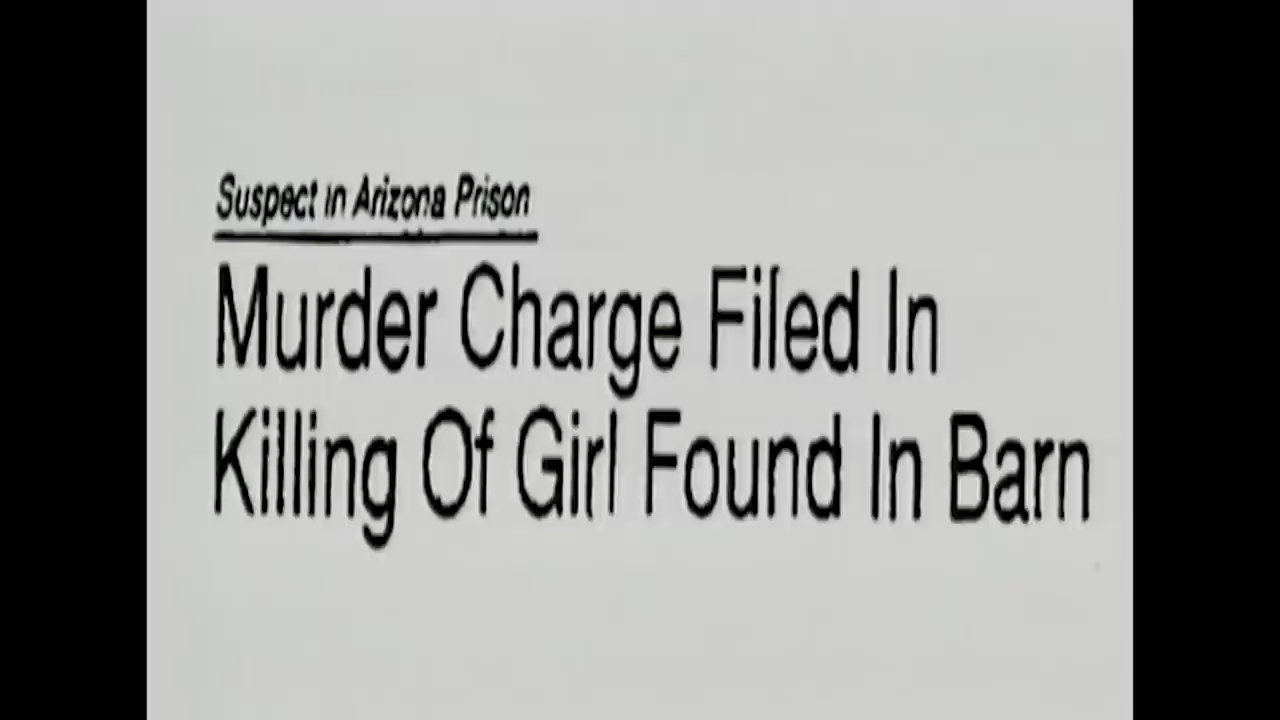 Suspect in Arizona Prison
Murder Charge Filed In
Killing Of Girl Found In Barn